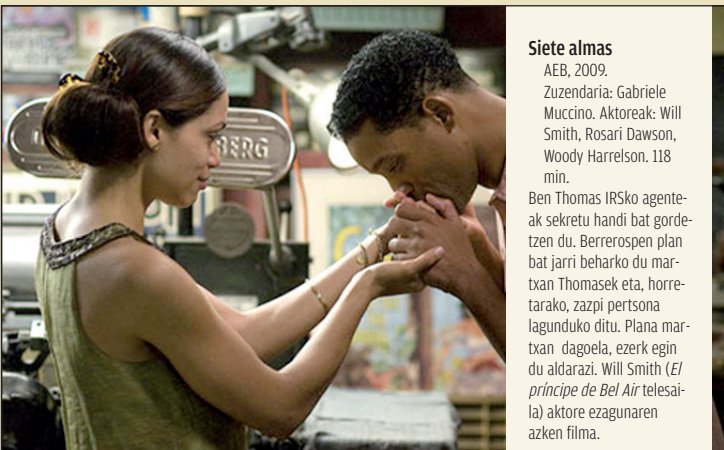 BERG
Siete almas
AEB, 2009.
Zuzendaria: Gabriele
Muccino. Aktoreak: Will
Smith, Rosari Dawson,
Woody Harrelson. 118
min.
Ben Thomas IRSko agente-
ak sekretu handi bat gorde-
tzen du. Berrerospen plan
bat jarri beharko du mar-
txan Thomasek eta, horre-
tarako, zazpi pertsona
lagunduko ditu. Plana mar-
txan dagoela, ezerk egin
du aldarazi. Will Smith (El
príncipe de Bel Air telesai-
la) aktore ezagunaren
azken filma.